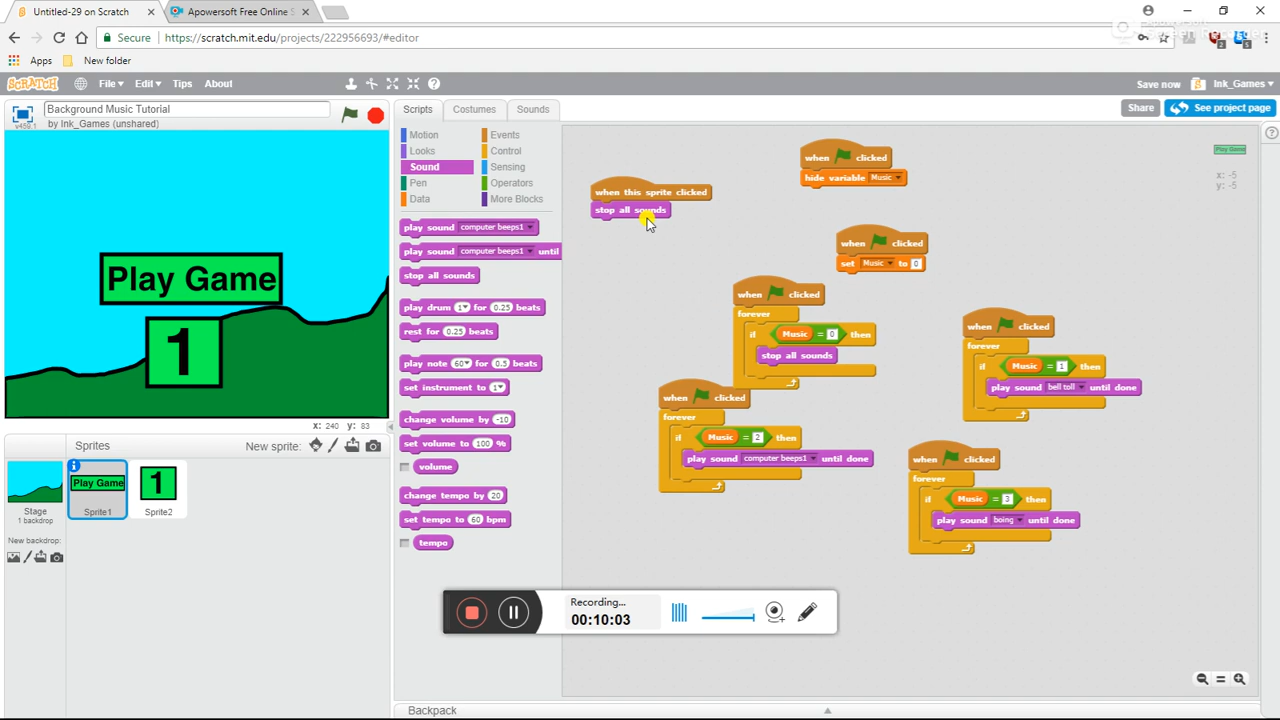 Untitled-29 on Scratch
Apowersoft Free Online S
Secure
https://scratch.mit.edu/projects/222956693/#editor
Apps
New folder
SCRATCH
File
Edit
Tips
About
Save now
Ink_Games
Background Music Tutorial
by Ink_Games (unshared)
v459.1
Scripts
Costumes
Sounds
Share
See project page
Motion
Events
Looks
Control
Sound
Sensing
Pen
Operators
Data
More Blocks
play sound computer beeps1
play sound computer beeps1 until
stop all sounds
play drum 1 for 0.25 beats
rest for 0.25 beats
play note 60 for 0.5 beats
set instrument to 1
change volume by -10
set volume to 100 %
volume
change tempo by 20
set tempo to 60 bpm
tempo
when this sprite clicked
stop all sounds
when clicked
hide variable Music
when clicked
set Music to 0
when clicked
forever
if Music = 0 then
stop all sounds
when clicked
forever
if Music = 1 then
play sound bell toll until done
when clicked
forever
if Music = 2 then
play sound computer beeps1 until done
when clicked
forever
if Music = 3 then
play sound boing until done
Play Game
x: -5
y: -5
Play Game
1
x: 240 y: 83
Sprites
New sprite:
Stage
1 backdrop
New backdrop:
Play Game
Sprite1
1
Sprite2
Recording...
00:10:03
Backpack